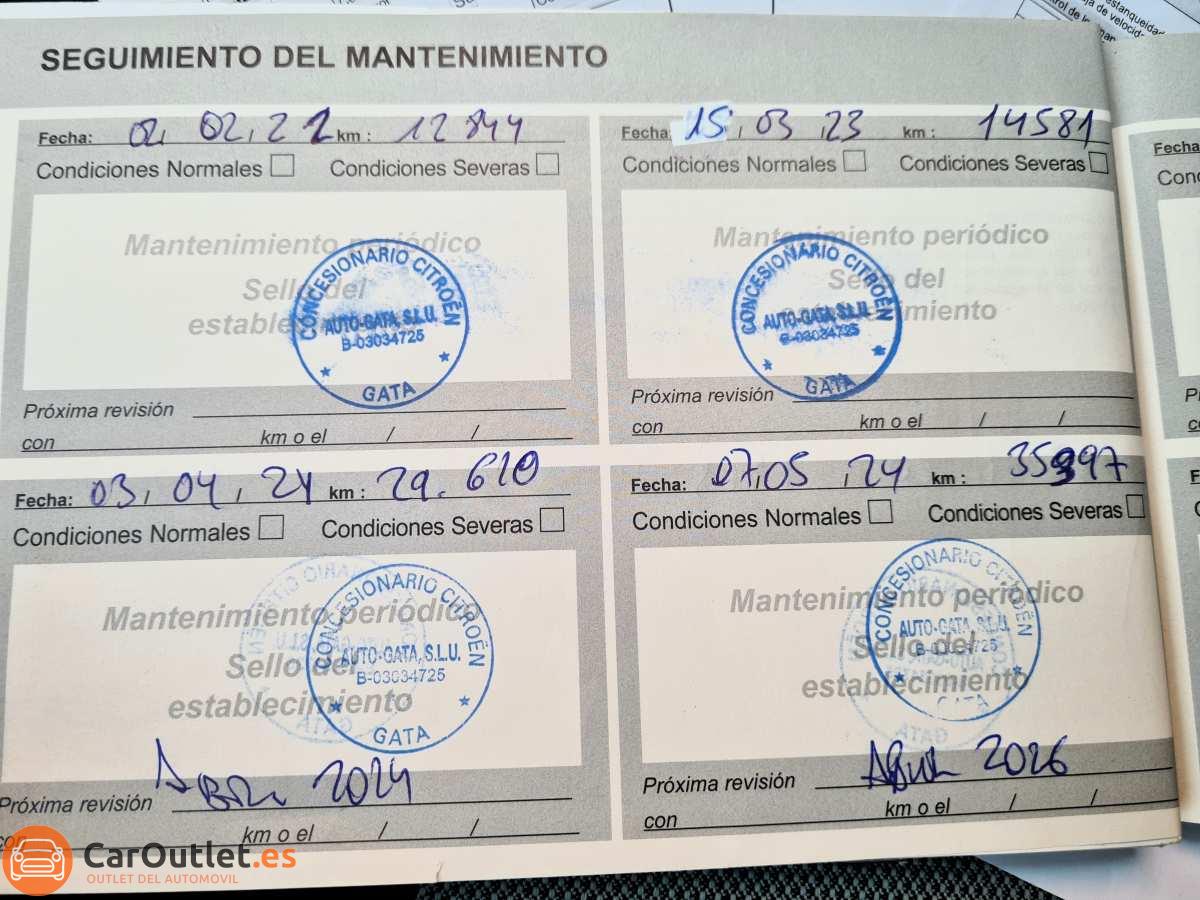 SEGUIMIENTO DEL MANTENIMIENTO
Fecha: 02, 02, 22 km : 12844
Condiciones Normales Condiciones Severas
Mantenimiento periódico
Sello del
CONCESIONARIO CITROËN
AUTO-GATA, S.L.U.
B-03034725
GATA
Próxima revisión
con km o el / /
Fecha 15, 03, 23 km : 14581
Condiciones Normales Condiciones Severas
Mantenimiento periódico
Sello del
CONCESIONARIO CITROËN
AUTO-GATA, S.L.U.
B-03034725
GATA
Próxima revisión
con km o el / /
Fecha: 03, 04, 24 km : 29.610
Condiciones Normales Condiciones Severas
Mantenimiento periódico
Sello del
establecimiento
CONCESIONARIO CITROËN
AUTO-GATA, S.L.U.
B-03034725
GATA
Próxima revisión 2024
con km o el / /
Fecha: 07,05, 24 km :
Condiciones Normales Condiciones Severas
Mantenimiento periódico
Sello del
establecimiento
CONCESIONARIO CITROËN
AUTO-GATA, S.L.U.
B-03034725
GATA
Próxima revisión 2026
con km o el / /
Fecha
CarOutlet.es
OUTLET DEL AUTOMOVIL